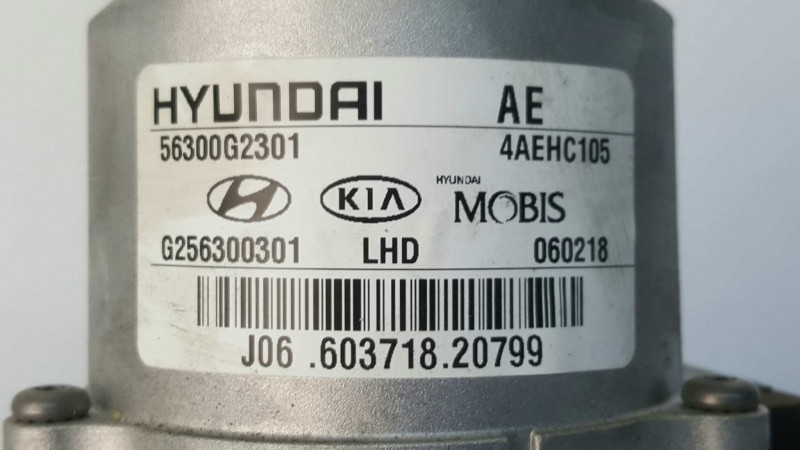 HYUNDAI AE
56300G2301 4AEHC105
KIA HYUNDAI MOBIS
G256300301 LHD 060218
J06 .603718.20799